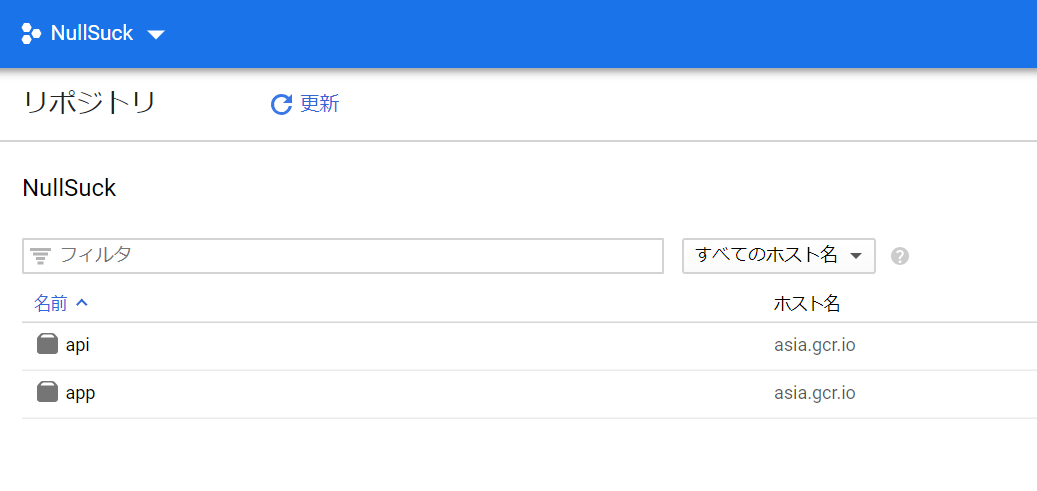 NullSuck
リポジトリ 更新
NullSuck
フィルタ すべてのホスト名 ?
名前 ホスト名
api asia.gcr.io
app asia.gcr.io